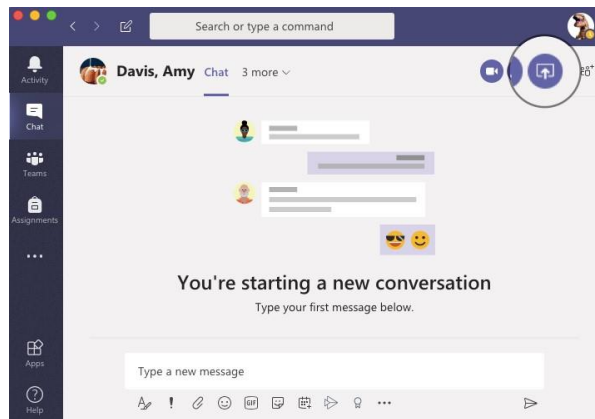 Search or type a command
Activity
Davis, Amy Chat 3 more
Chat
Teams
Assignments
You're starting a new conversation
Type your first message below.
Apps
Type a new message
GIF
Help